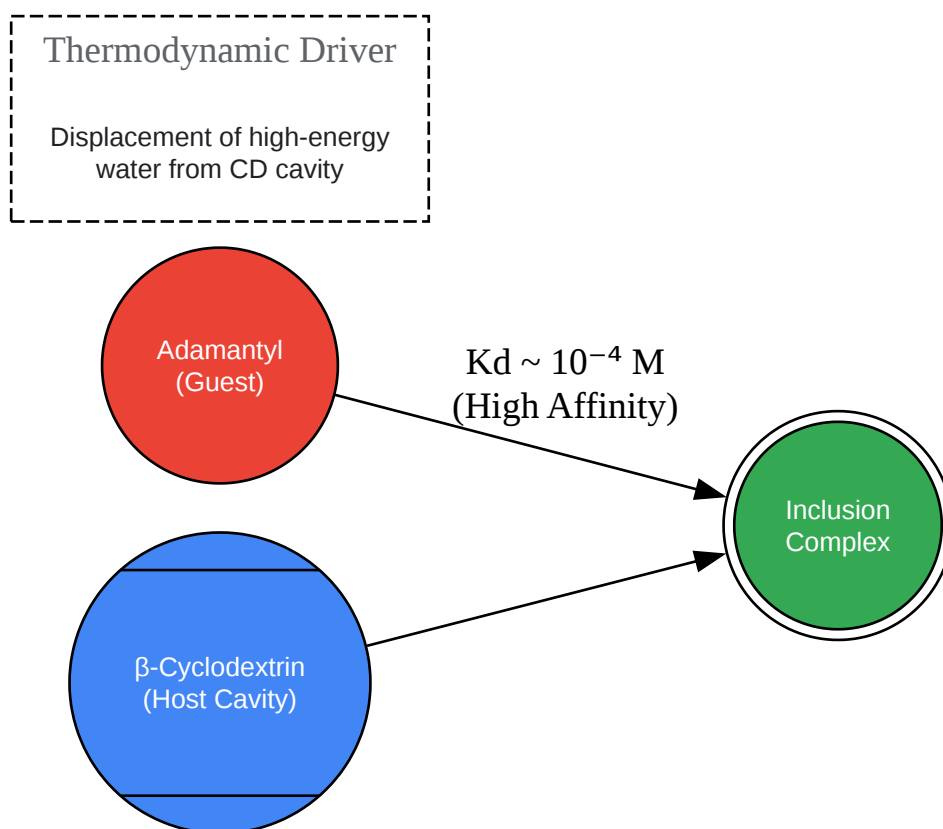 Thermodynamic Driver
Displacement of high-energy
water from CD cavity
Adamantyl
(Guest)
Kd ~ 10⁻⁴ M
(High Affinity)
Inclusion
Complex
β-Cyclodextrin
(Host Cavity)